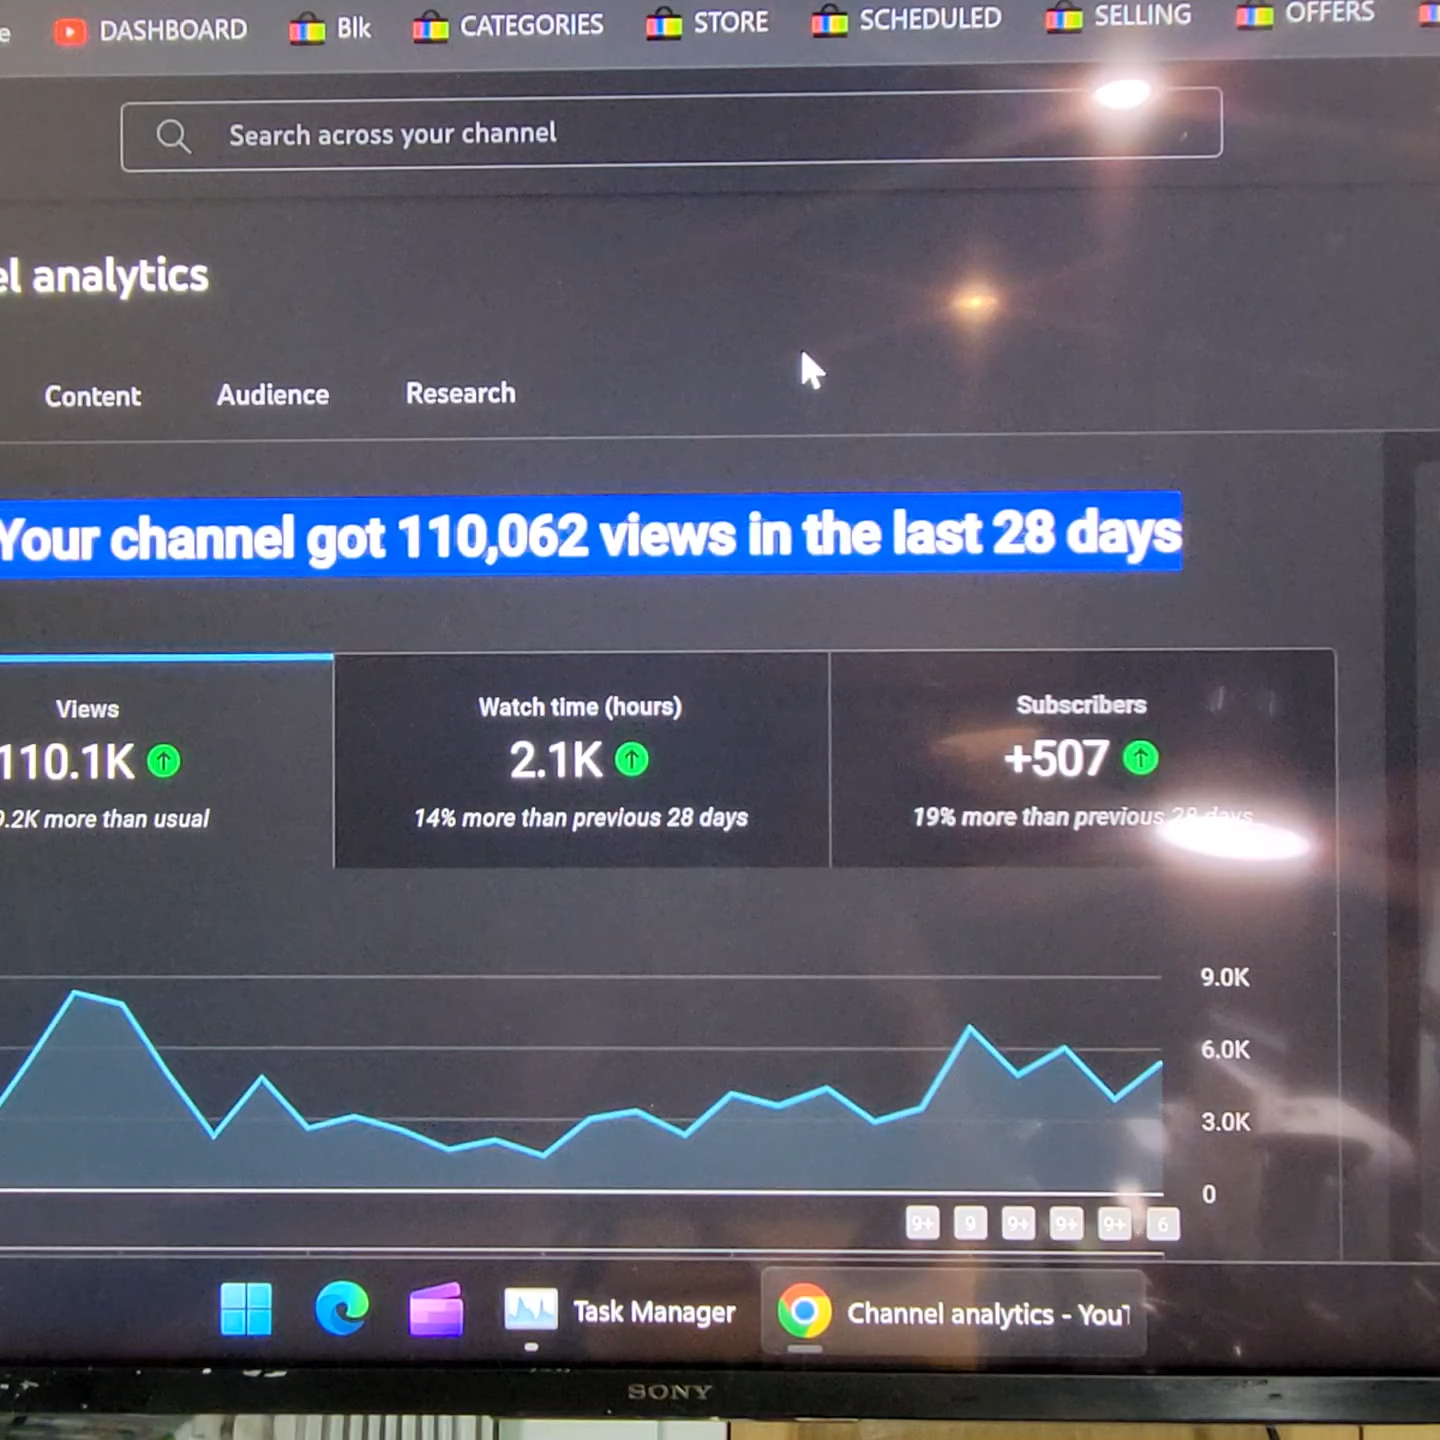 DASHBOARD Blk CATEGORIES STORE SCHEDULED SELLING OFFERS
Search across your channel
analytics
Content Audience Research
Your channel got 110,062 views in the last 28 days
Views Watch time (hours) Subscribers
110.1K 2.1K +507
.2K more than usual 14% more than previous 28 days 19% more than previous 28 days
9.0K
6.0K
3.0K
0
9+ 9 9+ 9+ 9+ 6
Task Manager Channel analytics - You
SONY